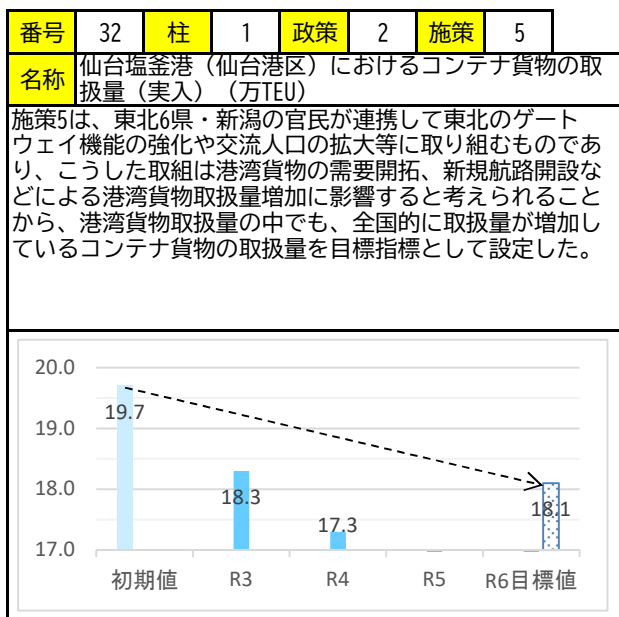 番号 32 柱 1 政策 2 施策 5
名称 仙台塩釜港（仙台港区）におけるコンテナ貨物の取
扱量（実入）（万TEU）
施策5は、東北6県・新潟の官民が連携して東北のゲート
ウェイ機能の強化や交流人口の拡大等に取り組むものであ
り、こうした取組は港湾貨物の需要開拓、新規航路開設な
どによる港湾貨物取扱量増加に影響すると考えられること
から、港湾貨物取扱量の中でも、全国的に取扱量が増加し
ているコンテナ貨物の取扱量を目標指標として設定した。
20.0
19.7
19.0
18.3
18.0
18.1
17.3
17.0
初期値 R3 R4 R5 R6目標値